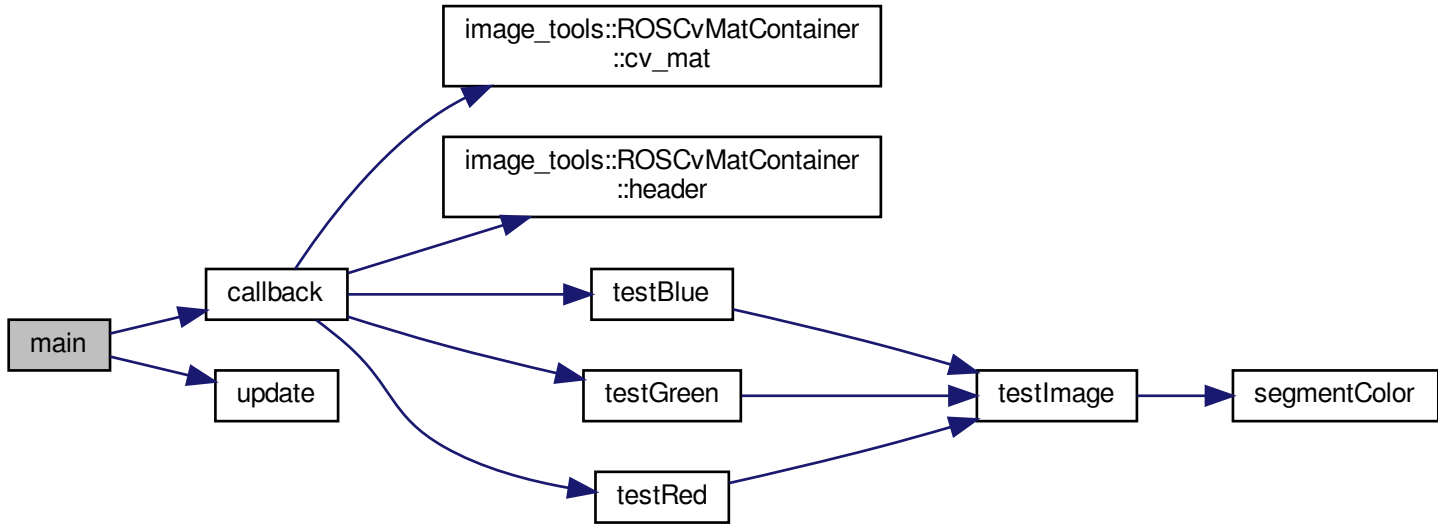 image_tools::ROSCvMatContainer
::cv_mat
image_tools::ROSCvMatContainer
::header
callback
testBlue
main
update
testGreen
testImage
segmentColor
testRed